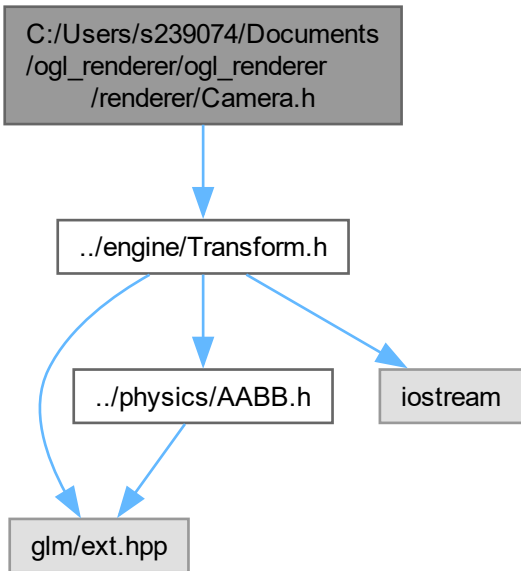 C:/Users/s239074/Documents
/ogl_renderer/ogl_renderer
/renderer/Camera.h
../engine/Transform.h
../physics/AABB.h
iostream
glm/ext.hpp